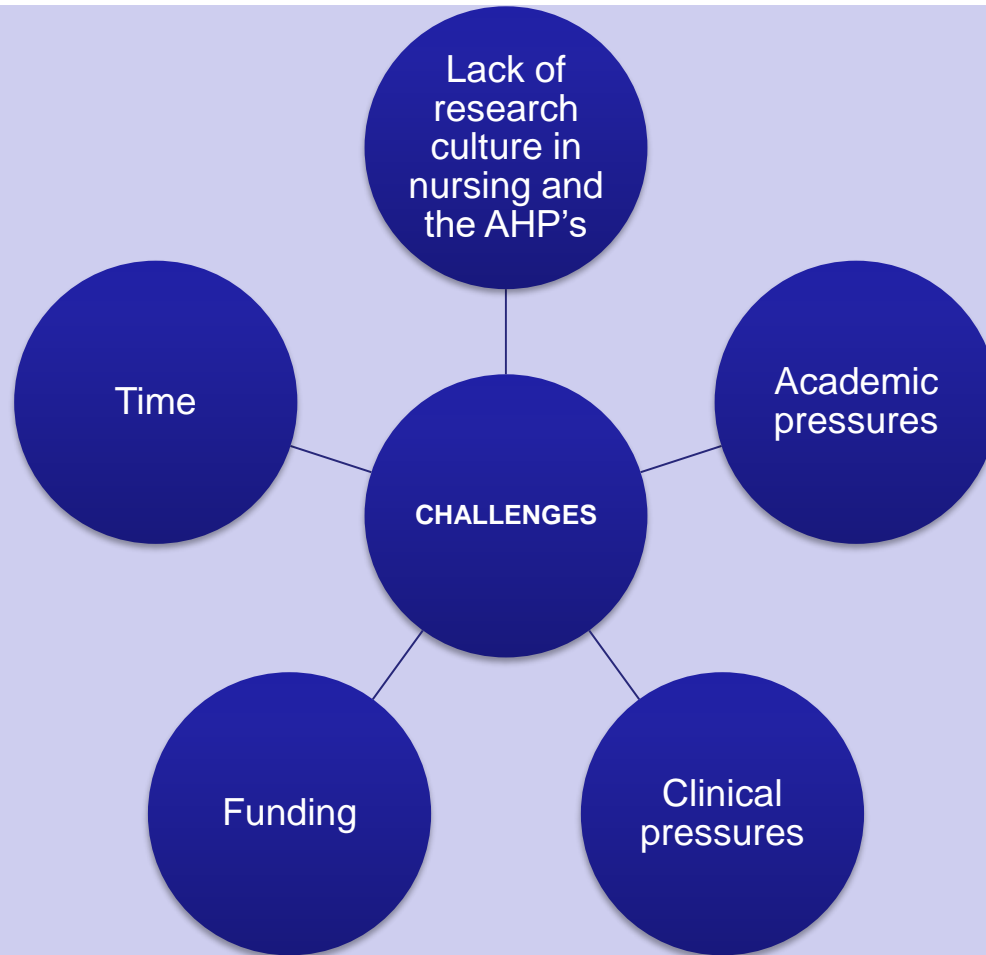 Lack of
research
culture in
nursing and
the AHP’s
Time
Academic
pressures
CHALLENGES
Funding
Clinical
pressures